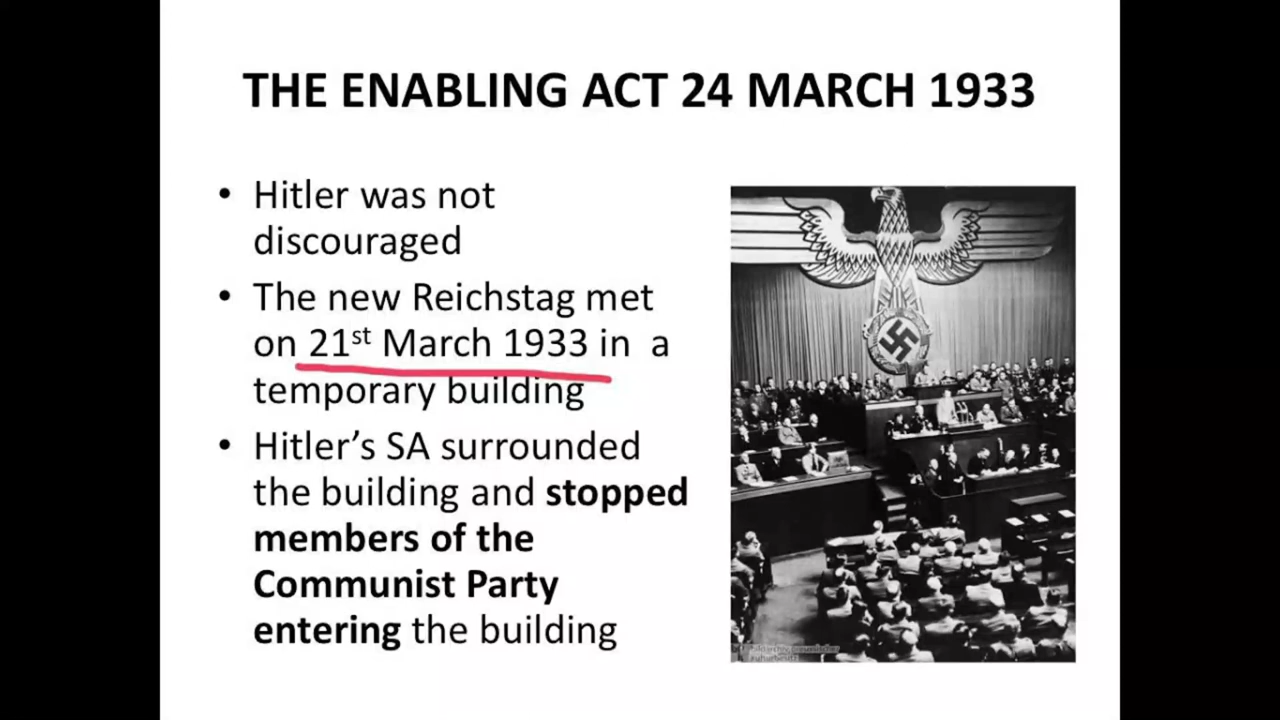 THE ENABLING ACT 24 MARCH 1933
• Hitler was not
discouraged
• The new Reichstag met
on 21st March 1933 in a
temporary building
• Hitler’s SA surrounded
the building and stopped
members of the
Communist Party
entering the building